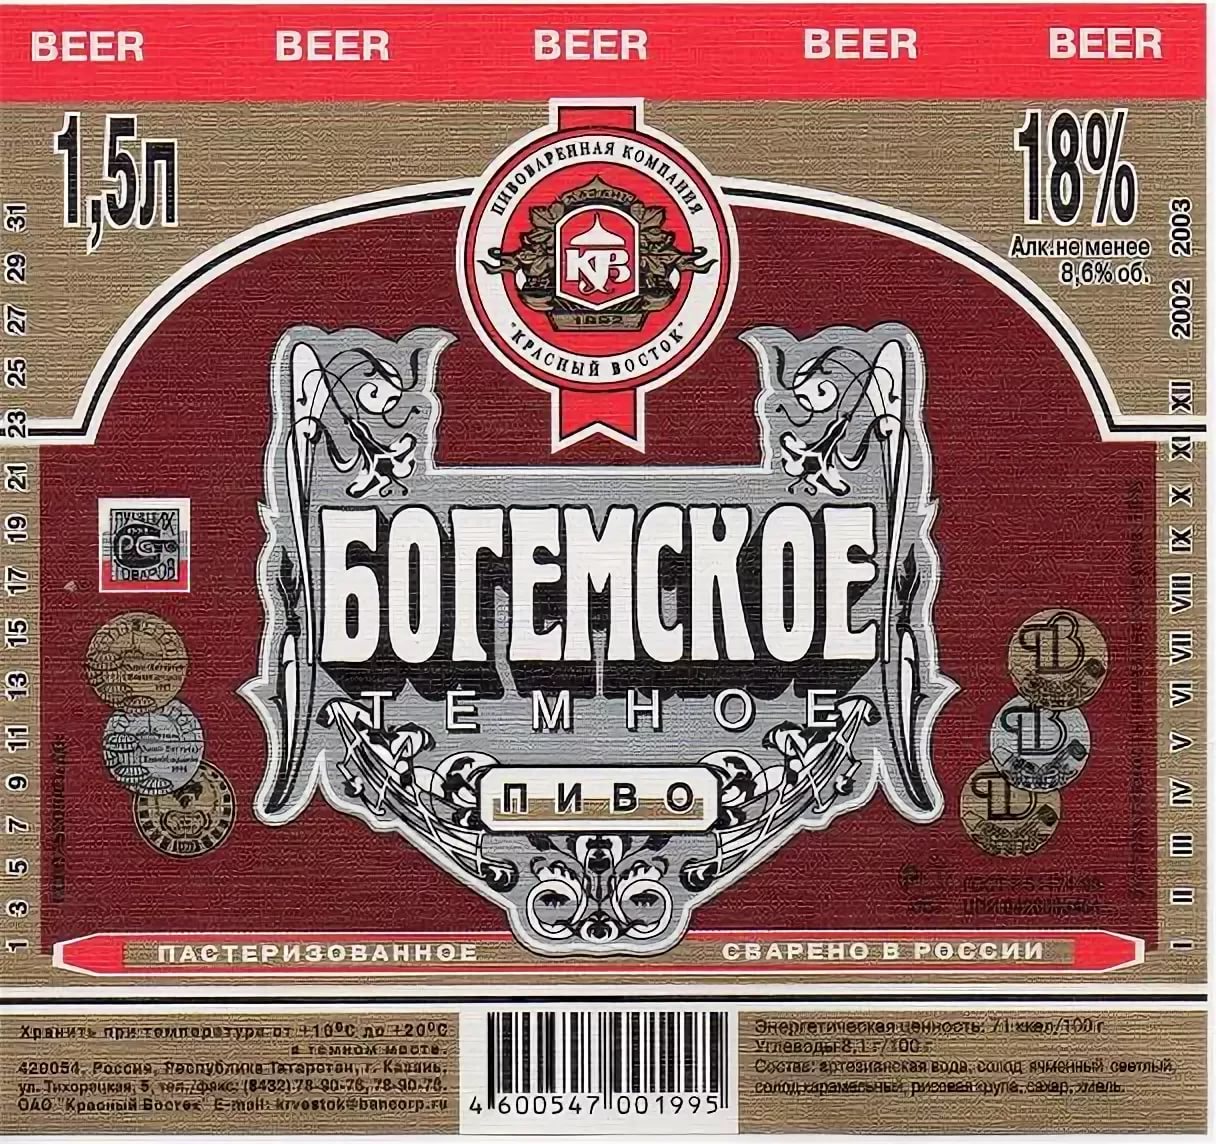 BEER BEER BEER BEER BEER
1,5л
18%
Алк. не менее
8,6% об.
ПИВОВАРЕННАЯ КОМПАНИЯ
КАЗАНЬ
КВ
"КРАСНЫЙ ВОСТОК"
БОГЕМСКОЕ
ТЕМНОЕ
ПИВО
1 3 5 7 9 11 13 15 17 19 21 23 25 27 29 31
I II III IV V VI VII VIII IX X XI XII 2002 2003
ПАСТЕРИЗОВАННОЕ
СВАРЕНО В РОССИИ
Хранить при температуре от +10°С до +20°С
в темном месте.
420054, Россия, Республика Татарстан, г. Казань,
ул. Тихорецкая, 5, тел./факс: (8432) 78-90-76, 78-90-78.
ОАО "Красный Восток" E-mail: krvostok@bancorp.ru
4 600547 001995
Энергетическая ценность: 71 ккал/100 г
Углеводы 8,1 г/100 г
Состав: артезианская вода, солод ячменный светлый,
солод карамельный, рисовая крупа, сахар, хмель.